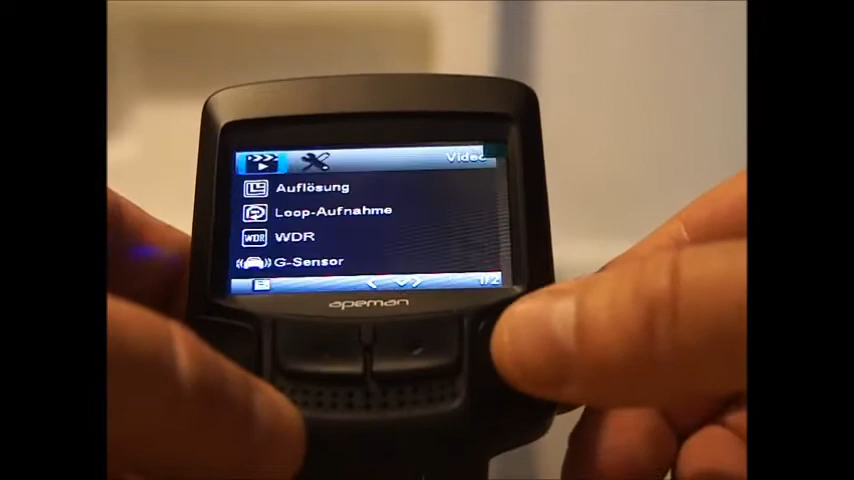 Video
Auflösung
Loop-Aufnahme
WDR WDR
G-Sensor
1/2
apeman